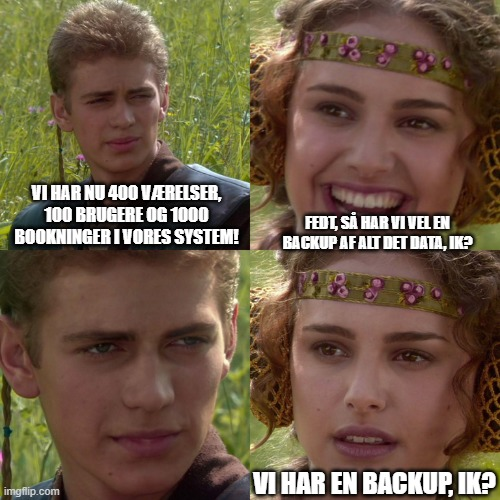 VI HAR NU 400 VÆRELSER,
100 BRUGERE OG 1000
BOOKNINGER I VORES SYSTEM!
FEDT, SÅ HAR VI VEL EN
BACKUP AF ALT DET DATA, IK?
VI HAR EN BACKUP, IK?
imgflip.com